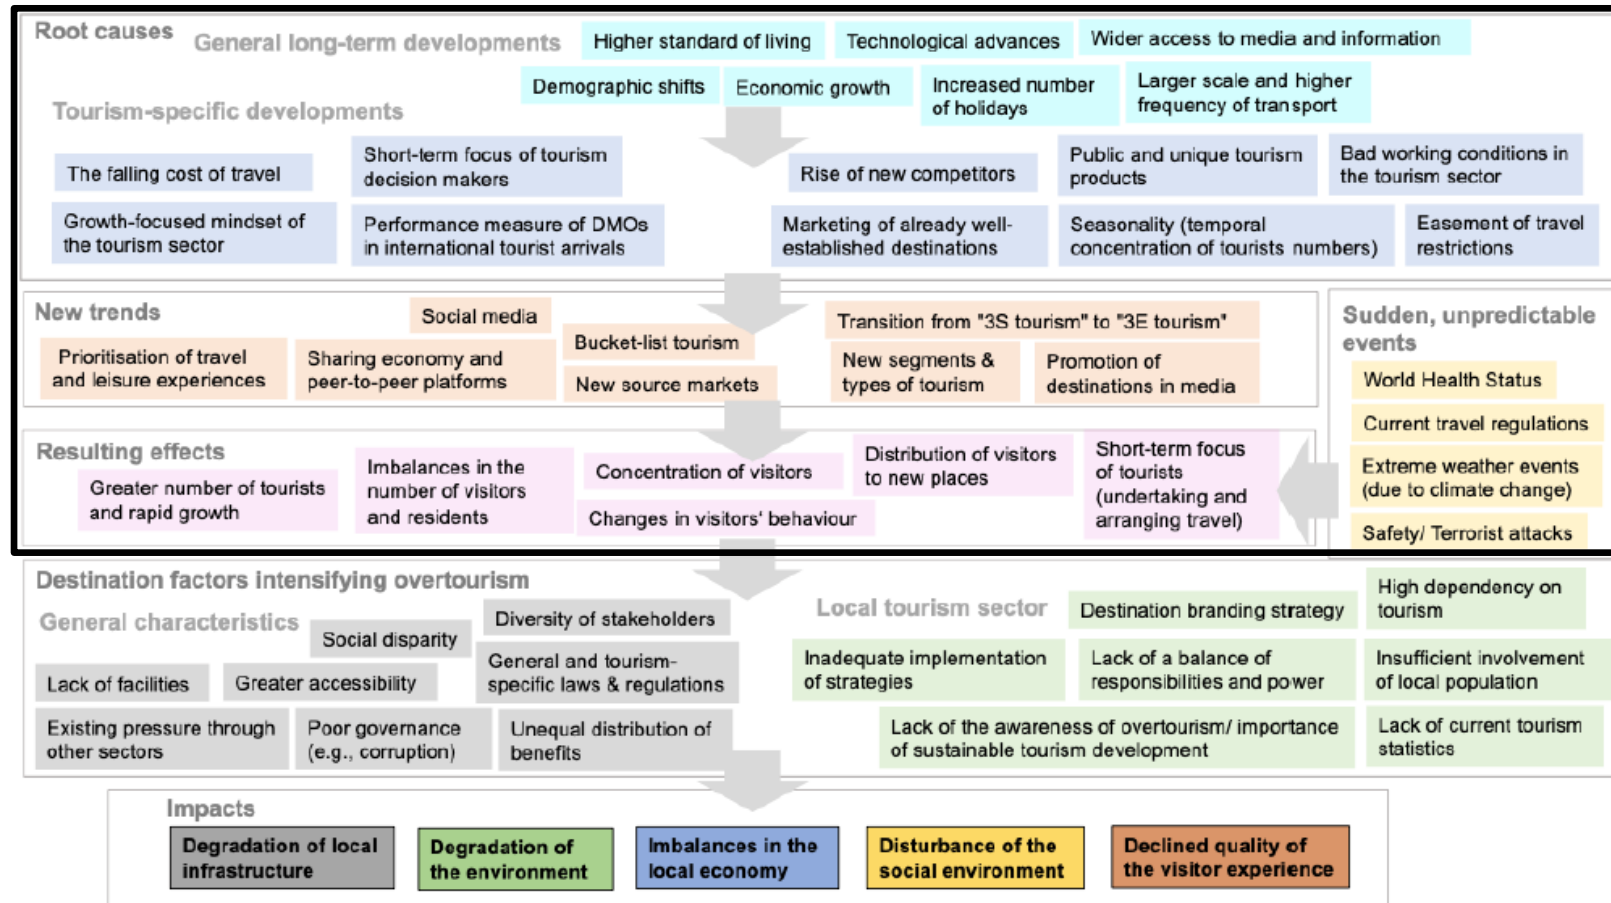 Root causes
General long-term developments
Higher standard of living
Technological advances
Wider access to media and information
Demographic shifts
Economic growth
Increased number
of holidays
Larger scale and higher
frequency of transport
Tourism-specific developments
The falling cost of travel
Short-term focus of tourism
decision makers
Rise of new competitors
Public and unique tourism
products
Bad working conditions in
the tourism sector
Growth-focused mindset of
the tourism sector
Performance measure of DMOs
in international tourist arrivals
Marketing of already well-
established destinations
Seasonality (temporal
concentration of tourists numbers)
Easement of travel
restrictions
New trends
Social media
Transition from "3S tourism" to "3E tourism"
Prioritisation of travel
and leisure experiences
Sharing economy and
peer-to-peer platforms
Bucket-list tourism
New source markets
New segments &
types of tourism
Promotion of
destinations in media
Sudden, unpredictable
events
World Health Status
Current travel regulations
Extreme weather events
(due to climate change)
Safety/ Terrorist attacks
Resulting effects
Greater number of tourists
and rapid growth
Imbalances in the
number of visitors
and residents
Concentration of visitors
Changes in visitors' behaviour
Distribution of visitors
to new places
Short-term focus
of tourists
(undertaking and
arranging travel)
Destination factors intensifying overtourism
General characteristics
Social disparity
Diversity of stakeholders
Lack of facilities
Greater accessibility
General and tourism-
specific laws & regulations
Existing pressure through
other sectors
Poor governance
(e.g., corruption)
Unequal distribution of
benefits
Local tourism sector
Destination branding strategy
High dependency on
tourism
Inadequate implementation
of strategies
Lack of a balance of
responsibilities and power
Insufficient involvement
of local population
Lack of the awareness of overtourism/ importance
of sustainable tourism development
Lack of current tourism
statistics
Impacts
Degradation of local
infrastructure
Degradation of
the environment
Imbalances in the
local economy
Disturbance of the
social environment
Declined quality of
the visitor experience